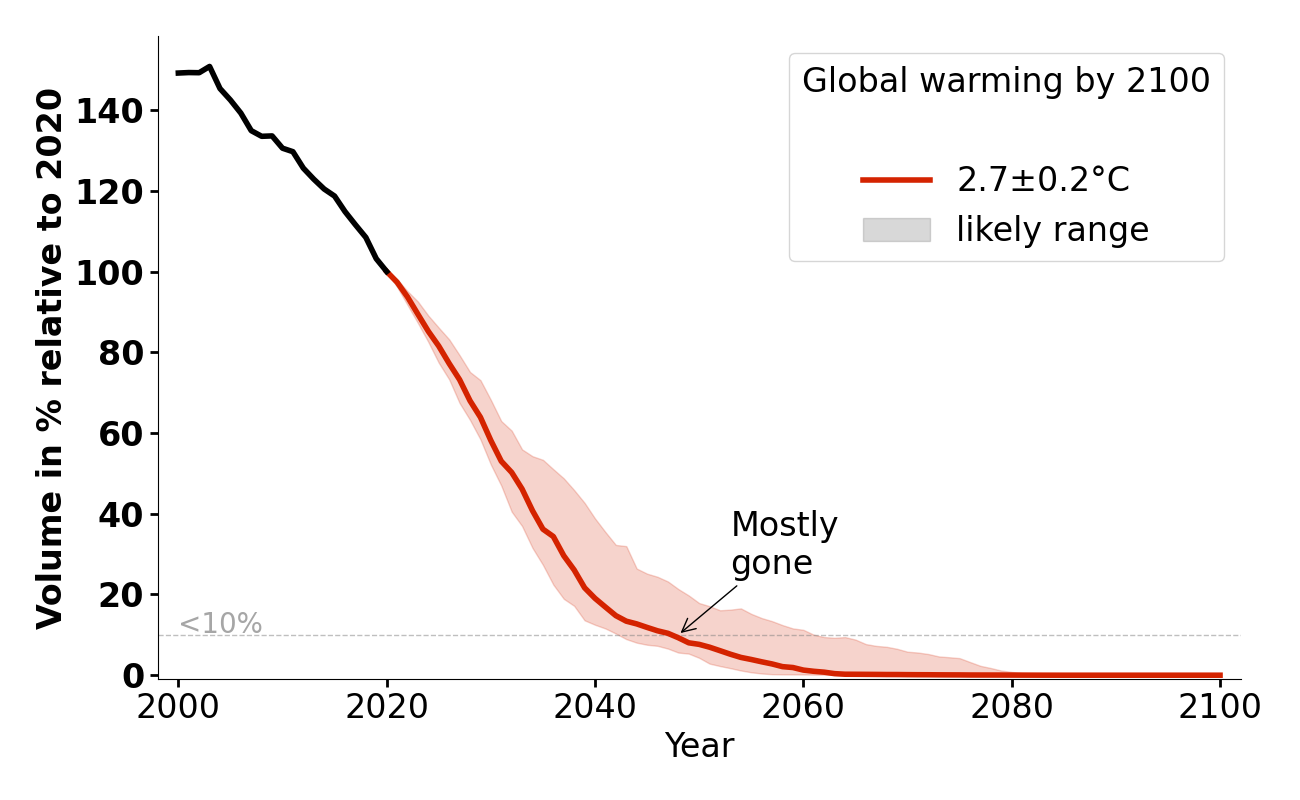 Volume in % relative to 2020
140
120
100
80
60
40
20
0
Global warming by 2100
2.7±0.2°C
likely range
Mostly
gone
<10%
2000
2020
2040
2060
2080
2100
Year